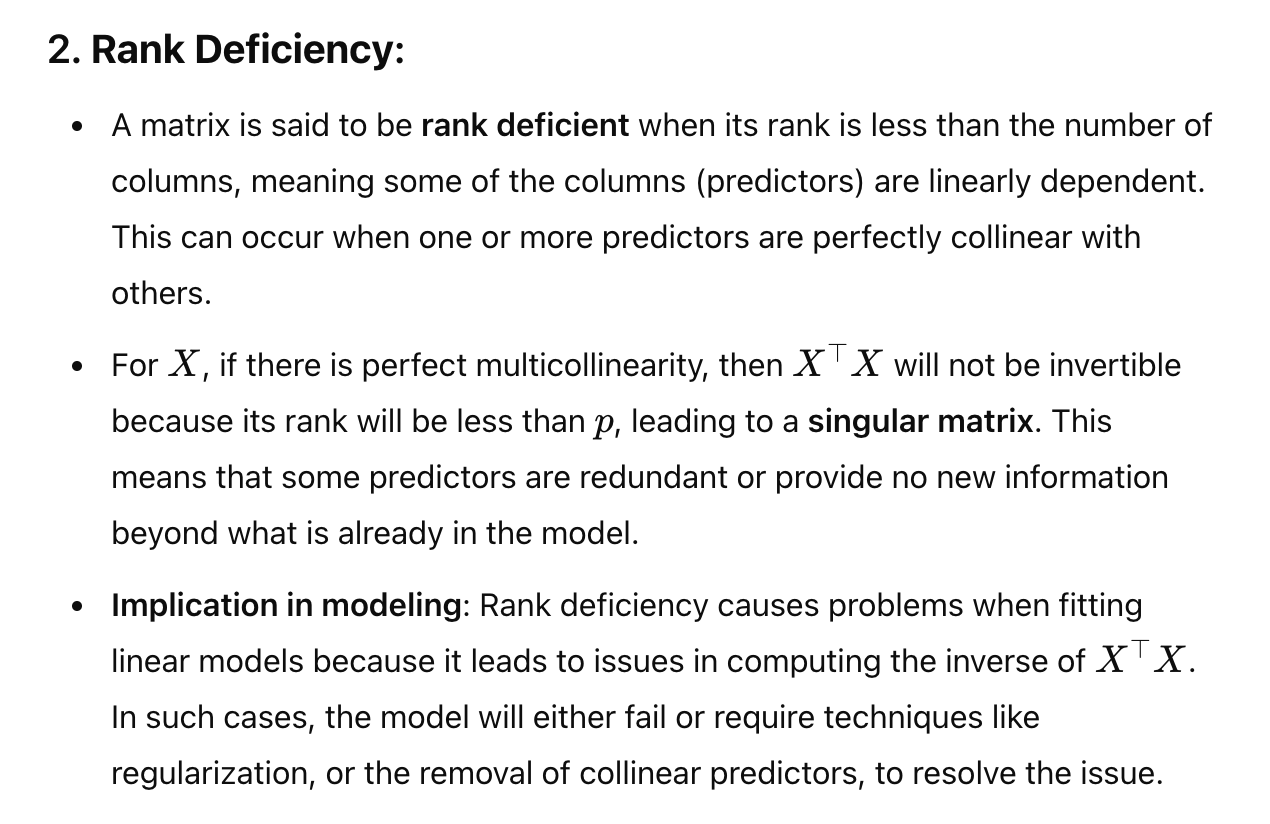 2. Rank Deficiency:
• A matrix is said to be rank deficient when its rank is less than the number of
columns, meaning some of the columns (predictors) are linearly dependent.
This can occur when one or more predictors are perfectly collinear with
others.
• For X, if there is perfect multicollinearity, then X⊤X will not be invertible
because its rank will be less than p, leading to a singular matrix. This
means that some predictors are redundant or provide no new information
beyond what is already in the model.
• Implication in modeling: Rank deficiency causes problems when fitting
linear models because it leads to issues in computing the inverse of X⊤X.
In such cases, the model will either fail or require techniques like
regularization, or the removal of collinear predictors, to resolve the issue.